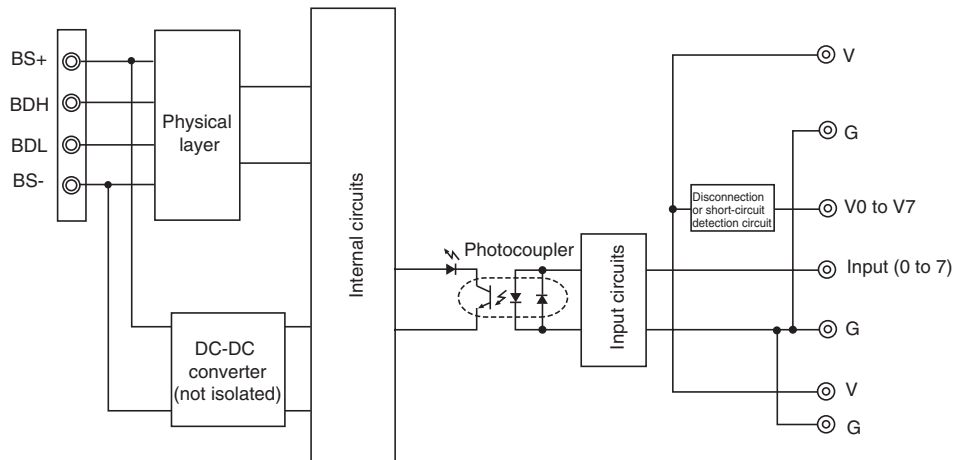 BS+
BDH
BDL
BS-
Physical
layer
DC-DC
converter
(not isolated)
Internal circuits
Photocoupler
Input circuits
Disconnection
or short-circuit
detection circuit
V
G
V0 to V7
Input (0 to 7)
G
V
G